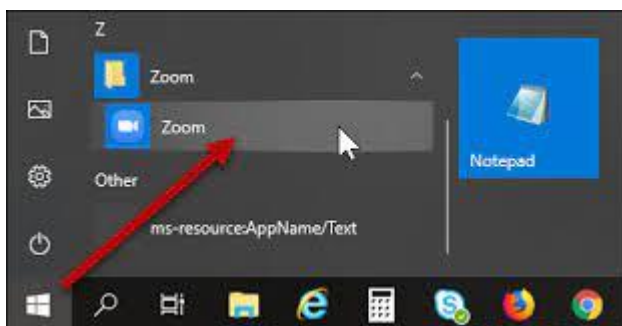 Z
Zoom
Zoom
Notepad
Other
ms-resource:AppName/Text